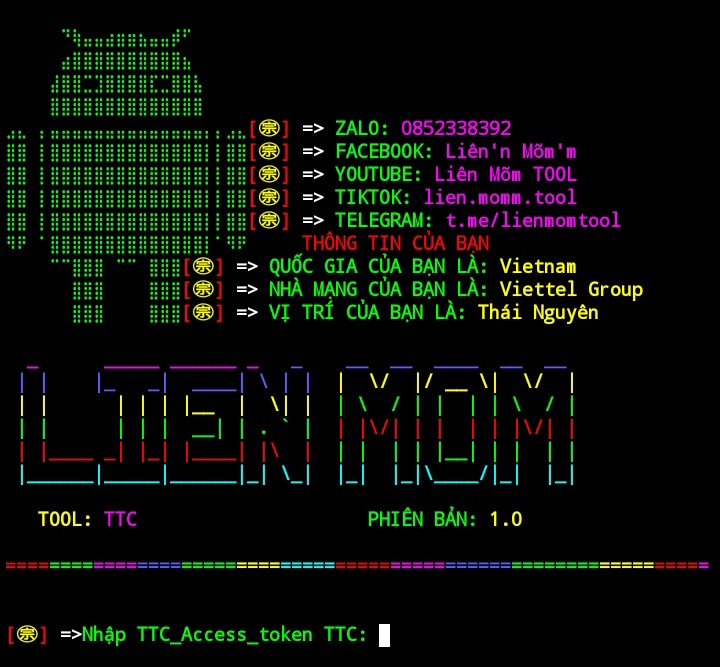 [㊪] => ZALO: 0852338392
[㊪] => FACEBOOK: Liên'n Mõm'm
[㊪] => YOUTUBE: Liên Mõm TOOL
[㊪] => TIKTOK: lien.momm.tool
[㊪] => TELEGRAM: t.me/lienmomtool
THÔNG TIN CỦA BẠN
[㊪] => QUỐC GIA CỦA BẠN LÀ: Vietnam
[㊪] => NHÀ MẠNG CỦA BẠN LÀ: Viettel Group
[㊪] => VỊ TRÍ CỦA BẠN LÀ: Thái Nguyên
LIEN MOM
TOOL: TTC PHIÊN BẢN: 1.0
[㊪] =>Nhập TTC_Access_token TTC: